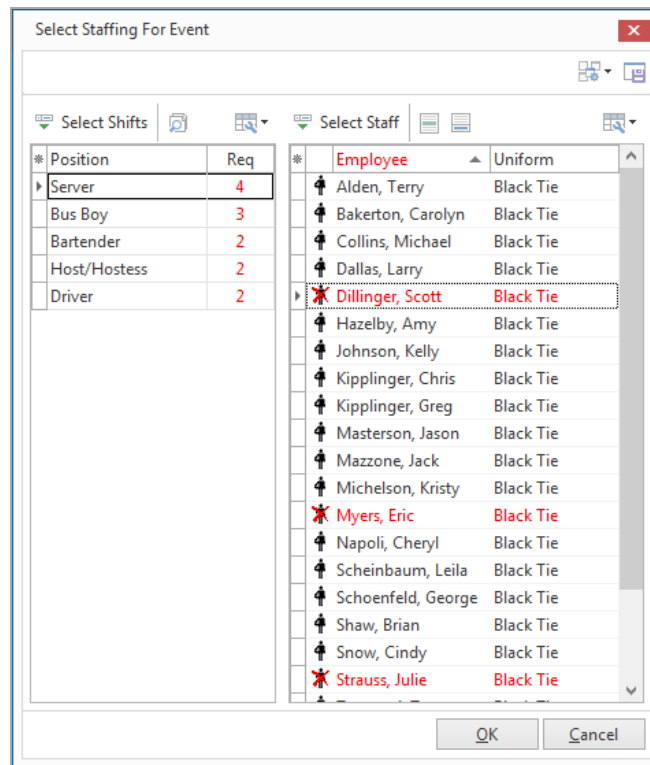 Select Staffing For Event
Select Shifts
Position Req
Server 4
Bus Boy 3
Bartender 2
Host/Hostess 2
Driver 2
Select Staff
Employee Uniform
Alden, Terry Black Tie
Bakerton, Carolyn Black Tie
Collins, Michael Black Tie
Dallas, Larry Black Tie
Dillinger, Scott Black Tie
Hazelby, Amy Black Tie
Johnson, Kelly Black Tie
Kipplinger, Chris Black Tie
Kipplinger, Greg Black Tie
Masterson, Jason Black Tie
Mazzone, Jack Black Tie
Michelson, Kristy Black Tie
Myers, Eric Black Tie
Napoli, Cheryl Black Tie
Scheinbaum, Leila Black Tie
Schoenfeld, George Black Tie
Shaw, Brian Black Tie
Snow, Cindy Black Tie
Strauss, Julie Black Tie
OK Cancel